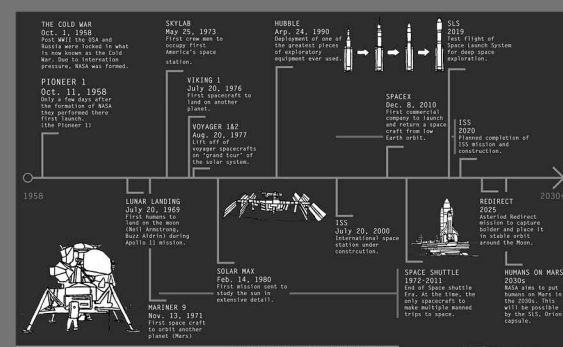 THE COLD WAR
Oct. 1, 1958
Post WWII the USA and
Russia were locked in what
is now known as the Cold
War. Due to Internation
pressure, NASA was formed.
PIONEER 1
Oct. 11, 1958
Only a few days after
the formation of NASA
they performed there
first launch.
(the Pioneer 1)
SKYLAB
May 25, 1973
First crew men to
occupy first
America's space
station.
VIKING 1
July 20, 1976
First spacecraft to
land on another
planet.
VOYAGER 1&2
Aug. 20, 1977
Lift off of
voyager spacecrafts
on "grand tour" of
the solar system.
HUBBLE
Arp. 24, 1990
Deployment of one of
the greatest pieces
of exploratory
equipment ever used.
SPACEX
Dec. 8, 2010
First commercial
company to launch
and return a space
craft from low
Earth orbit.
SLS
2019
Test flight of
Space Launch System
for deep space
exploration.
ISS
2020
Planned completion of
ISS mission and
construction.
1958
2030+
LUNAR LANDING
July 20, 1969
First humans to
land on the moon
(Neil Armstrong,
Buzz Aldrin) during
Apollo 11 mission.
MARINER 9
Nov. 13, 1971
First space craft
to orbit another
planet (Mars)
SOLAR MAX
Feb. 14, 1980
First mission sent to
study the sun in
extensive detail.
ISS
July 20, 2000
International space
station under
constrcution.
SPACE SHUTTLE
1972-2011
End of Space shuttle
Era. At the time, the
only spacecraft to
make multiple manned
trips to space.
REDIRECT
2025
Asteriod Redirect
mission to capture
bolder and place it
in stable orbit
around the Moon.
HUMANS ON MARS
2030s
NASA aims to put
humans on Mars in
the 2030s. This
will be possible
by the SLS, Orion
capsule.